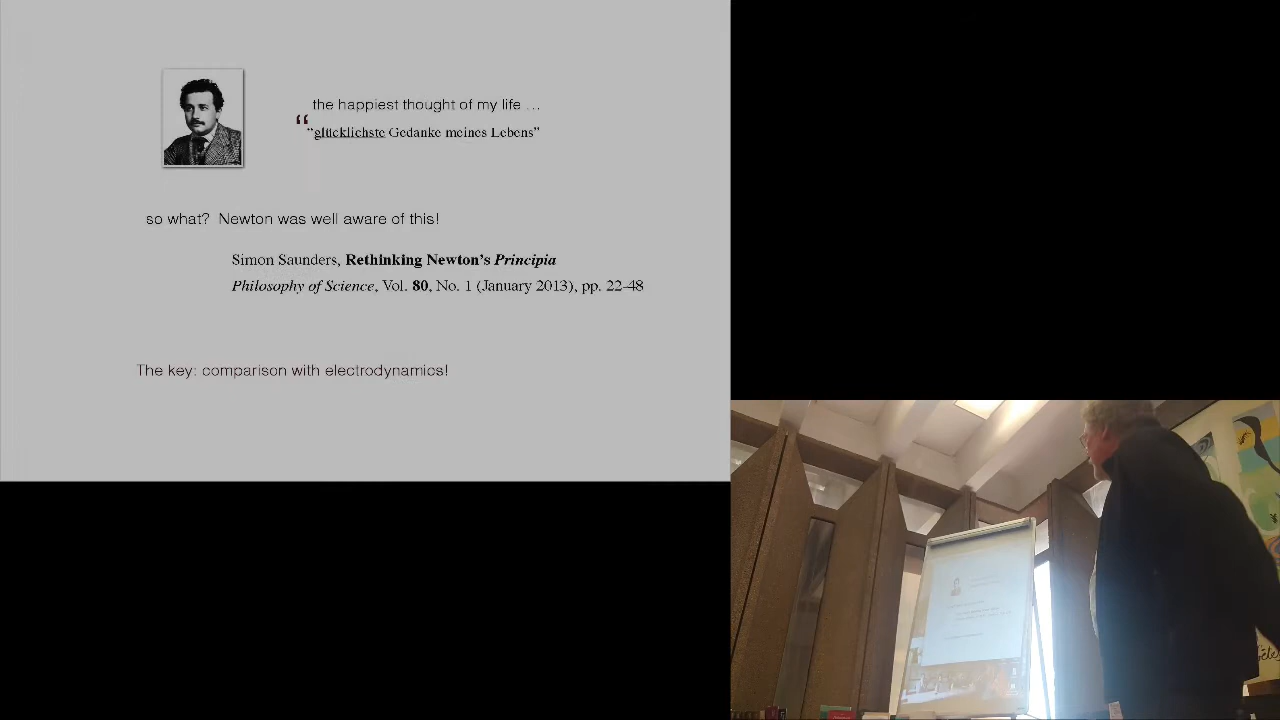 the happiest thought of my life …
“
“glücklichste Gedanke meines Lebens”
so what? Newton was well aware of this!
Simon Saunders, Rethinking Newton's Principia
Philosophy of Science, Vol. 80, No. 1 (January 2013), pp. 22-48
The key: comparison with electrodynamics!